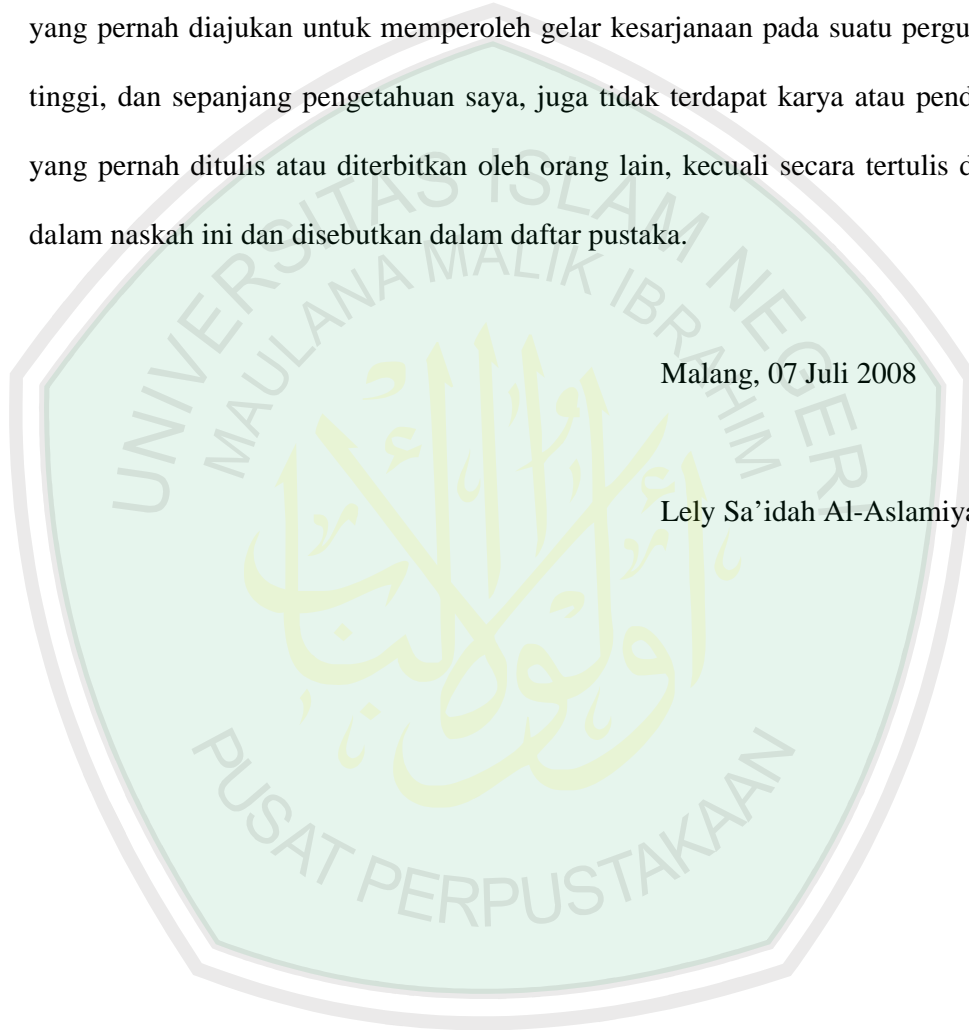 yang pernah diajukan untuk memperoleh gelar kesarjanaan pada suatu pergu
tinggi, dan sepanjang pengetahuan saya, juga tidak terdapat karya atau pend
yang pernah ditulis atau diterbitkan oleh orang lain, kecuali secara tertulis d
dalam naskah ini dan disebutkan dalam daftar pustaka.
UNIVERSITAS ISLAM NEGERI
MAULANA MALIK IBRAHIM
Malang, 07 Juli 2008
Lely Sa’idah Al-Aslamiya
أولوا الألباب
PUSAT PERPUSTAKAAN